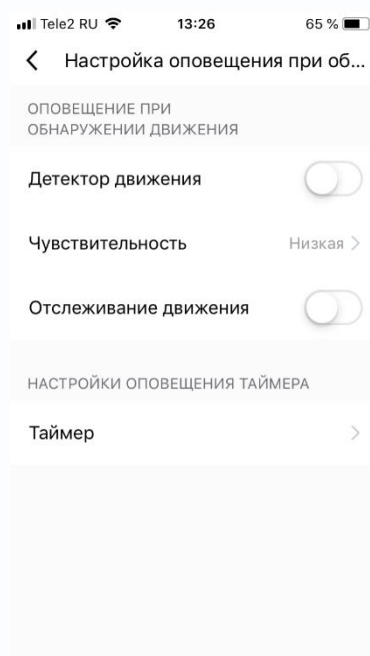 Tele2 RU 13:26 65 %
Настройка оповещения при об...
ОПОВЕЩЕНИЕ ПРИ
ОБНАРУЖЕНИИ ДВИЖЕНИЯ
Детектор движения
Чувствительность Низкая
Отслеживание движения
НАСТРОЙКИ ОПОВЕЩЕНИЯ ТАЙМЕРА
Таймер